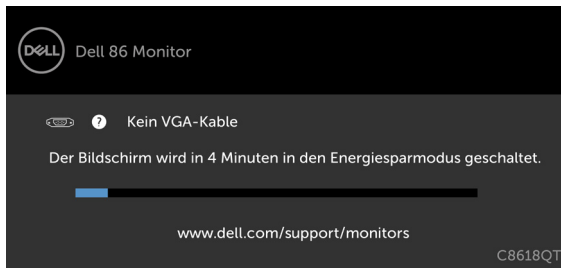 DELL
Dell 86 Monitor
? Kein VGA-Kable
Der Bildschirm wird in 4 Minuten in den Energiesparmodus geschaltet.
www.dell.com/support/monitors
C8618QT